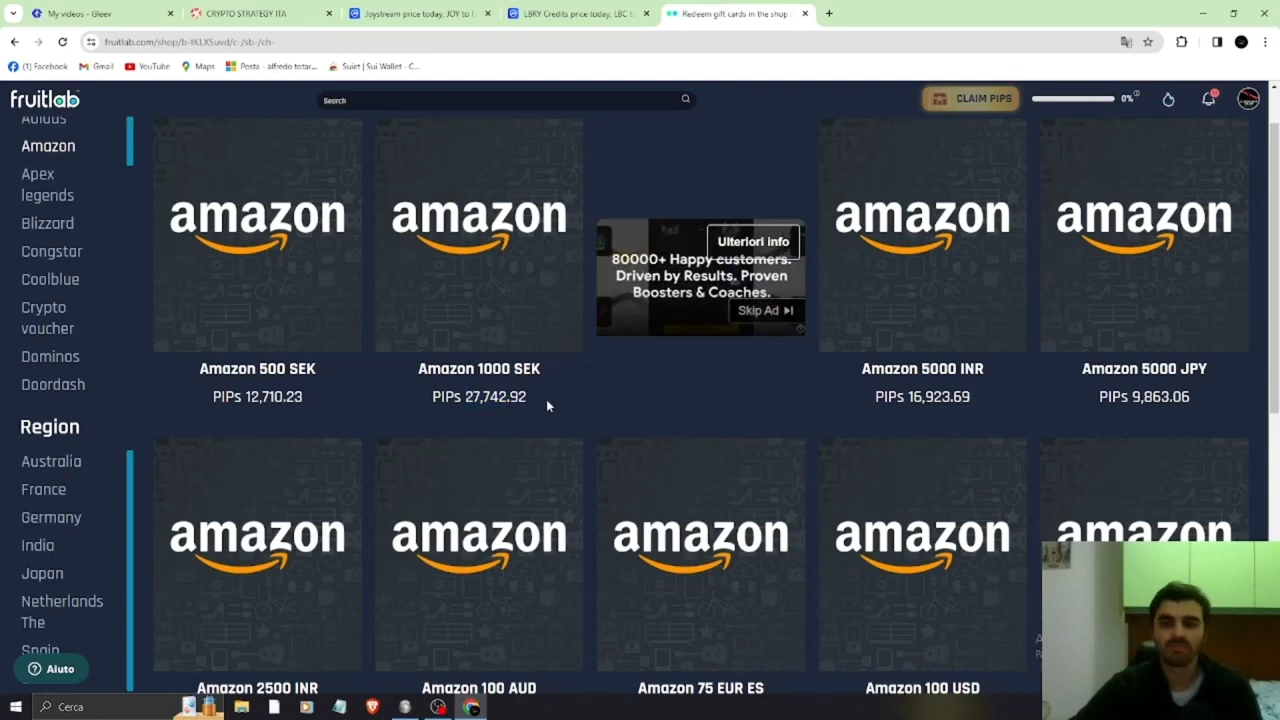 My videos - Gleev
CRYPTO STRATEGY ITA
Joystream price today, JOY to l
LBRY Credits price today, LBC t
Redeem gift cards in the shop
fruitlab.com/shop/b-tKLXSuvd/c-/sb-/ch-
(1) Facebook
Gmail
YouTube
Maps
Posta - alfredo totar...
Suiet | Sui Wallet - C...
fruitlab
Search
CLAIM PIPS
0%
Adidas
Amazon
Apex
legends
Blizzard
Congstar
Coolblue
Crypto
voucher
Dominos
Doordash
Region
Australia
France
Germany
India
Japan
Netherlands
The
Spain
Aiuto
amazon
Amazon 500 SEK
PIPs 12,710.23
amazon
Amazon 1000 SEK
PIPs 27,742.92
Ulteriori info
80000+ Happy customers.
Driven by Results. Proven
Boosters & Coaches.
Skip Ad
amazon
Amazon 5000 INR
PIPs 16,923.69
amazon
Amazon 5000 JPY
PIPs 9,863.06
amazon
Amazon 2500 INR
amazon
Amazon 100 AUD
amazon
Amazon 75 EUR ES
amazon
Amazon 100 USD
amazon
Cerca